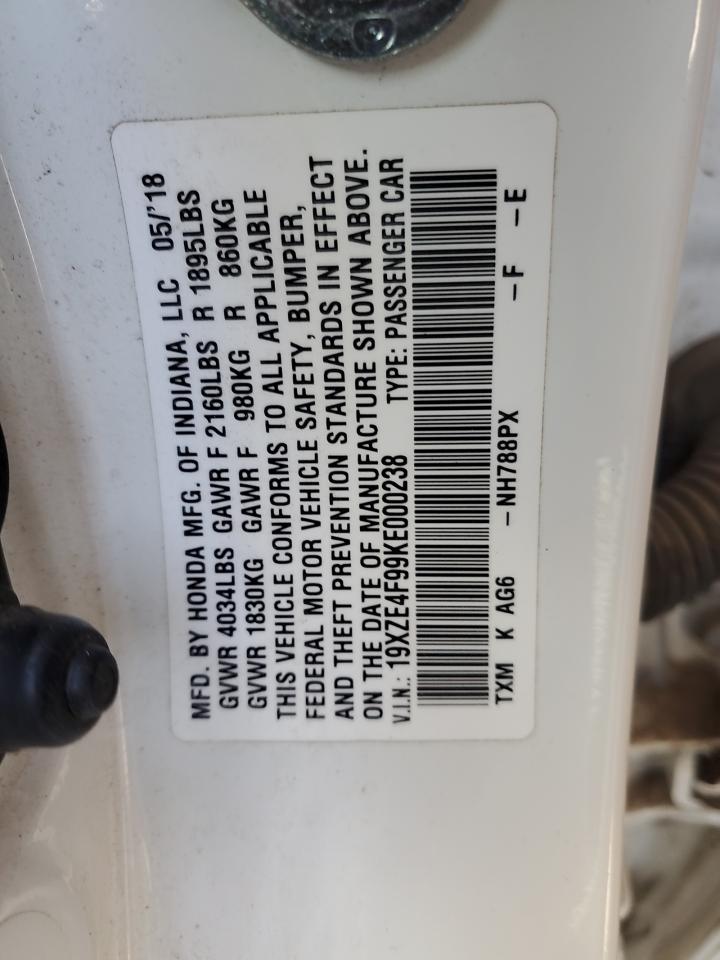 MFD. BY HONDA MFG. OF INDIANA, LLC 05/'18
GVWR 4034LBS GAWR F 2160LBS R 1895LBS
GVWR 1830KG GAWR F 980KG R 860KG
THIS VEHICLE CONFORMS TO ALL APPLICABLE
FEDERAL MOTOR VEHICLE SAFETY, BUMPER,
AND THEFT PREVENTION STANDARDS IN EFFECT
ON THE DATE OF MANUFACTURE SHOWN ABOVE.
V.I.N.: 19XZE4F99KE000238 TYPE: PASSENGER CAR
TXM K AG6 –NH788PX –F –E